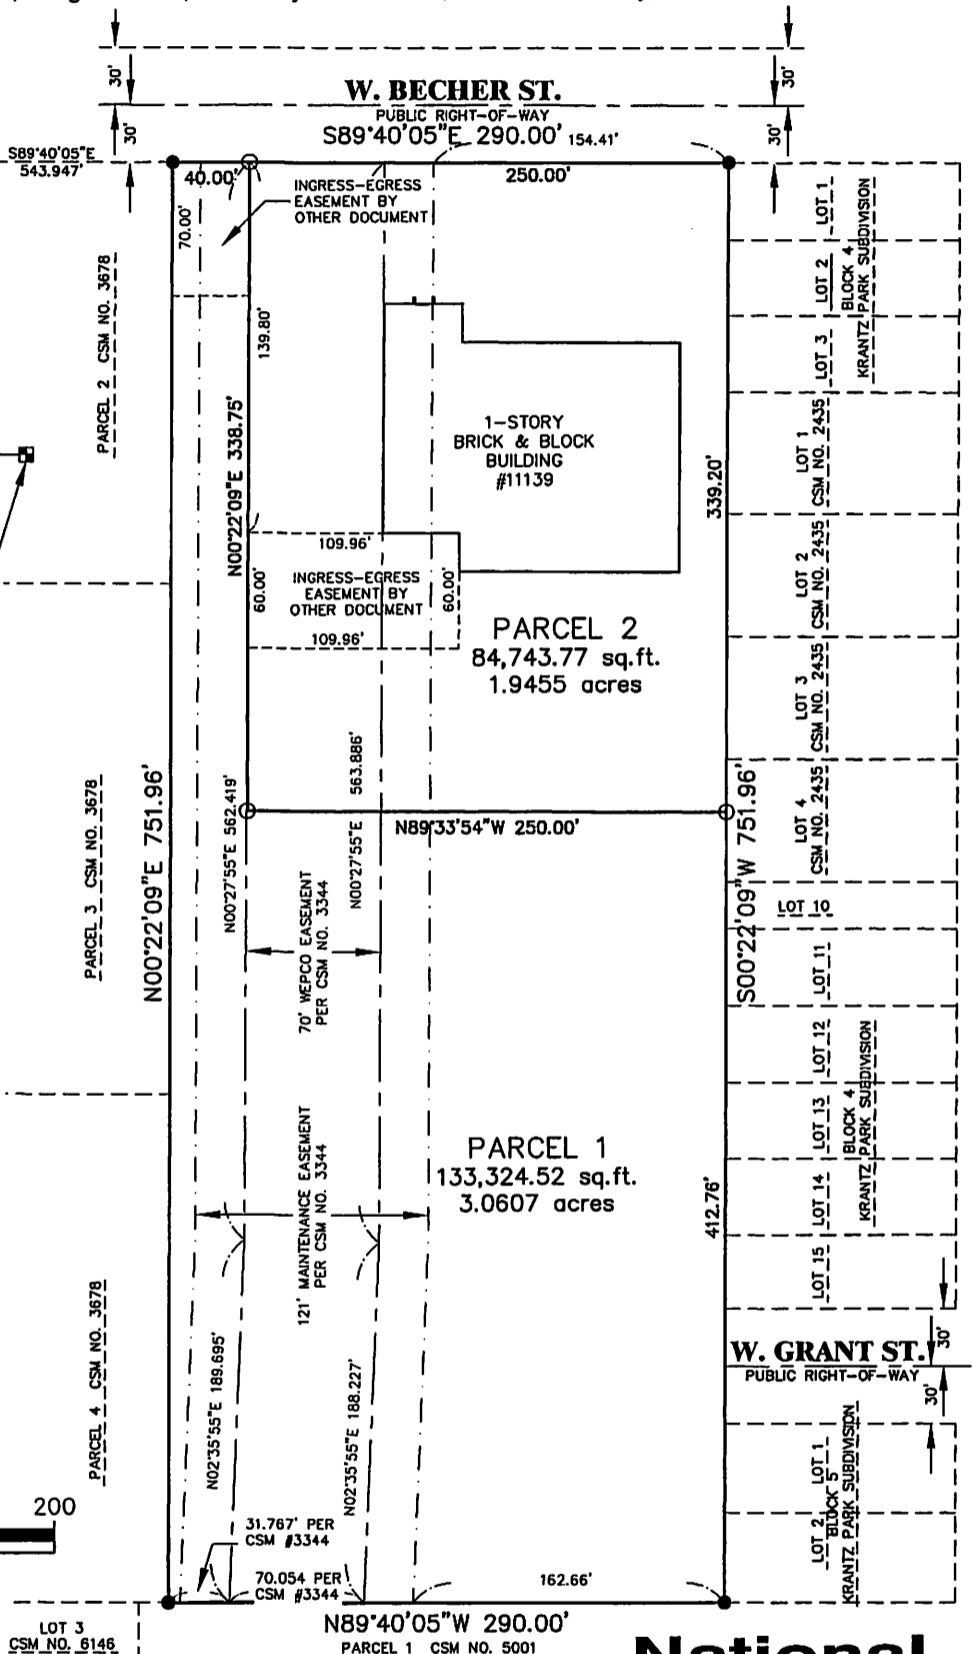 30'
30'
W. BECHER ST.
PUBLIC RIGHT-OF-WAY
30'
30'
S89°40'05"E 290.00'
154.41'
S89°40'05"E
543.947'
40.00'
250.00'
INGRESS-EGRESS
EASEMENT BY
OTHER DOCUMENT
70.00'
139.80'
N00°22'09"E 338.75'
PARCEL 2 CSM NO. 3678
1-STORY
BRICK & BLOCK
BUILDING
#11139
339.20'
109.96'
INGRESS-EGRESS
EASEMENT BY
OTHER DOCUMENT
60.00'
60.00'
109.96'
PARCEL 2
84,743.77 sq.ft.
1.9455 acres
LOT 1
LOT 2
LOT 3
BLOCK 4
KRANTZ PARK SUBDIVISION
LOT 1
CSM NO. 2435
LOT 2
CSM NO. 2435
LOT 3
CSM NO. 2435
LOT 4
CSM NO. 2435
N00°22'09"E 751.96'
N00°27'55"E 562.419'
N00°27'55"E 563.886'
N89°33'54"W 250.00'
S00°22'09"W 751.96'
PARCEL 3 CSM NO. 3678
70' WEPCO EASEMENT
PER CSM NO. 3344
LOT 10
LOT 11
LOT 12
LOT 13
LOT 14
LOT 15
BLOCK 4
KRANTZ PARK SUBDIVISION
121' MAINTENANCE EASEMENT
PER CSM NO. 3344
PARCEL 1
133,324.52 sq.ft.
3.0607 acres
412.76'
PARCEL 4 CSM NO. 3678
N02°35'55"E 189.695'
N02°35'55"E 188.227'
30'
W. GRANT ST.
PUBLIC RIGHT-OF-WAY
30'
LOT 1
LOT 2
BLOCK 5
KRANTZ PARK SUBDIVISION
200
31.767' PER
CSM #3344
70.054 PER
CSM #3344
162.66'
N89°40'05"W 290.00'
PARCEL 1 CSM NO. 5001
LOT 3
CSM NO. 6146
National